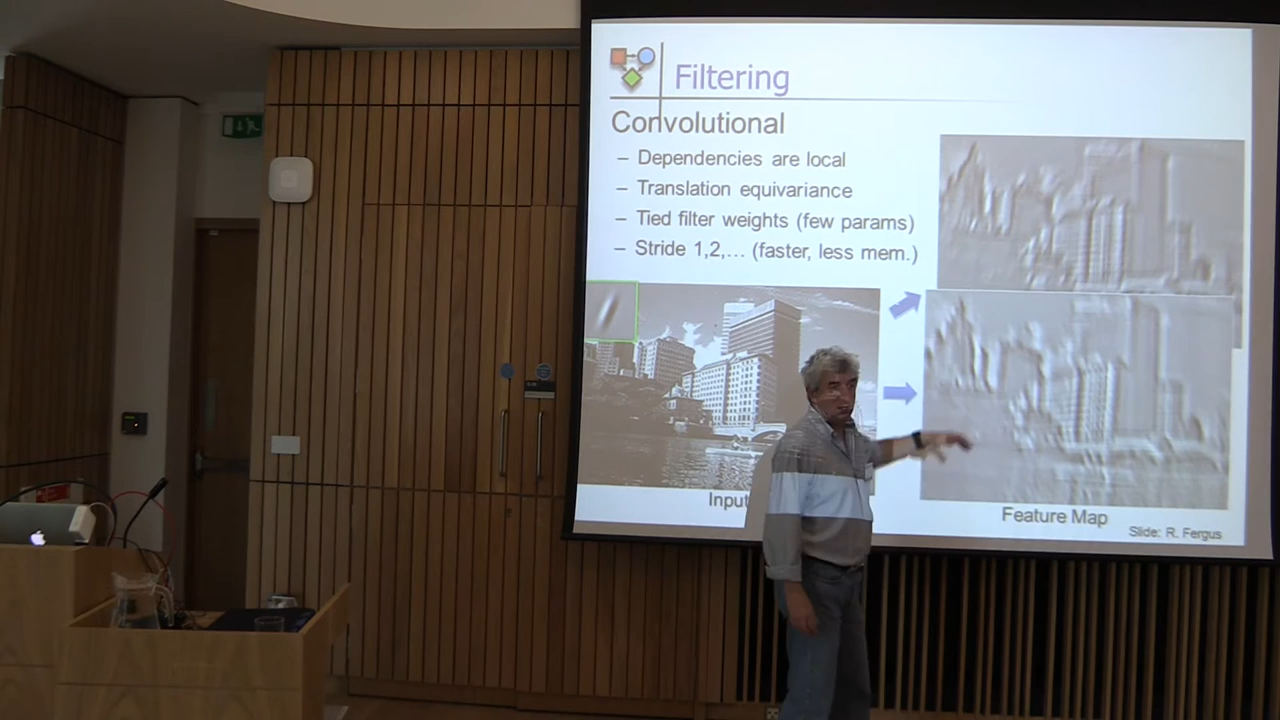 Filtering
Convolutional
– Dependencies are local
– Translation equivariance
– Tied filter weights (few params)
– Stride 1,2,… (faster, less mem.)
Input
Feature Map
Slide: R. Fergus